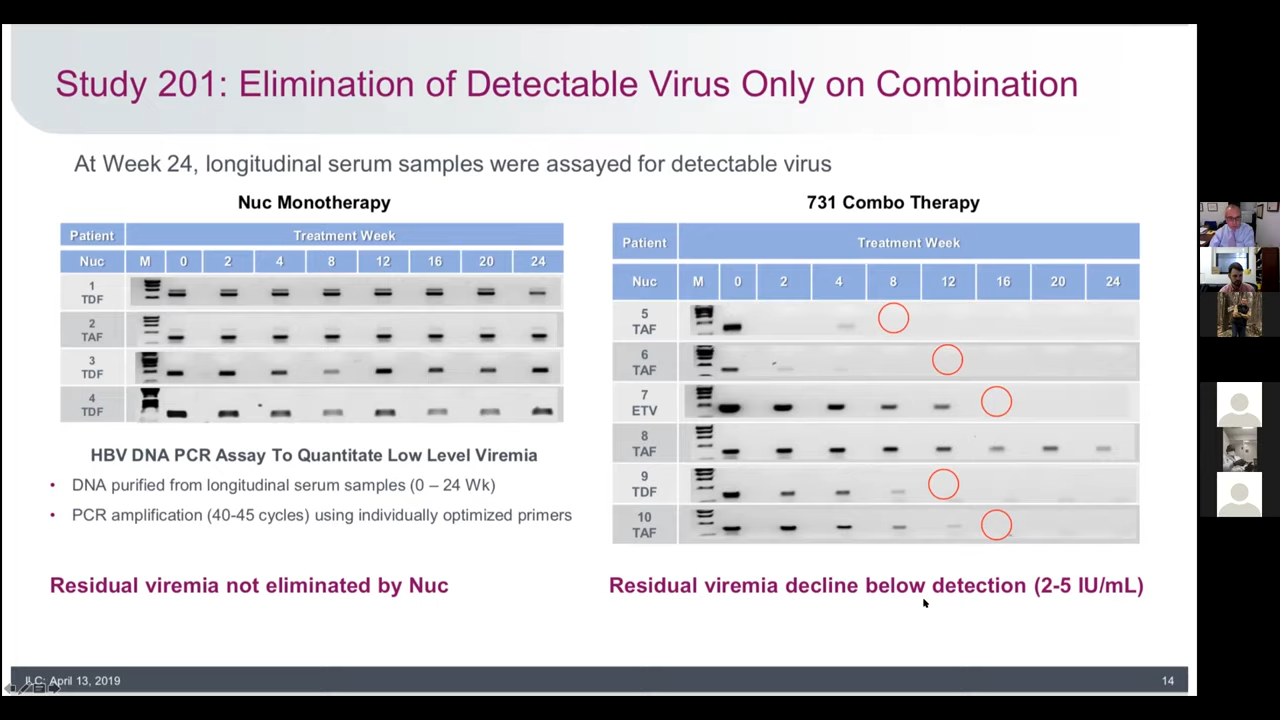 Study 201: Elimination of Detectable Virus Only on Combination
At Week 24, longitudinal serum samples were assayed for detectable virus
Nuc Monotherapy
Patient Treatment Week
Nuc M 0 2 4 8 12 16 20 24
1
TDF
2
TAF
3
TDF
4
TDF
HBV DNA PCR Assay To Quantitate Low Level Viremia
• DNA purified from longitudinal serum samples (0 – 24 Wk)
• PCR amplification (40-45 cycles) using individually optimized primers
Residual viremia not eliminated by Nuc
731 Combo Therapy
Patient Treatment Week
Nuc M 0 2 4 8 12 16 20 24
5
TAF
6
TAF
7
ETV
8
TAF
9
TDF
10
TAF
Residual viremia decline below detection (2-5 IU/mL)
ILC: April 13, 2019
14